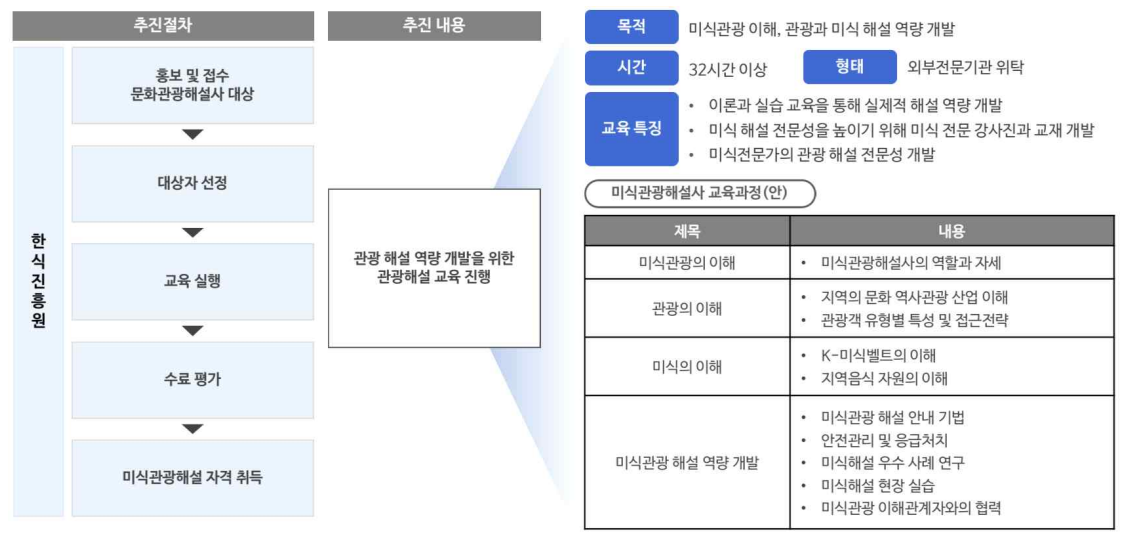 추진절차
한식진흥원
홍보 및 접수
문화관광해설사 대상
대상자 선정
교육 실행
수료 평가
미식관광해설 자격 취득
추진 내용
관광 해설 역량 개발을 위한
관광해설 교육 진행
목적 미식관광 이해, 관광과 미식 해설 역량 개발
시간 32시간 이상 형태 외부전문기관 위탁
교육 특징
• 이론과 실습 교육을 통해 실제적 해설 역량 개발
• 미식 해설 전문성을 높이기 위해 미식 전문 강사진과 교재 개발
• 미식전문가의 관광 해설 전문성 개발
미식관광해설사 교육과정(안)
제목 내용
미식관광의 이해
• 미식관광해설사의 역할과 자세
관광의 이해
• 지역의 문화 역사관광 산업 이해
• 관광객 유형별 특성 및 접근전략
미식의 이해
• K-미식벨트의 이해
• 지역음식 자원의 이해
미식관광 해설 역량 개발
• 미식관광 해설 안내 기법
• 안전관리 및 응급처치
• 미식해설 우수 사례 연구
• 미식해설 현장 실습
• 미식관광 이해관계자와의 협력